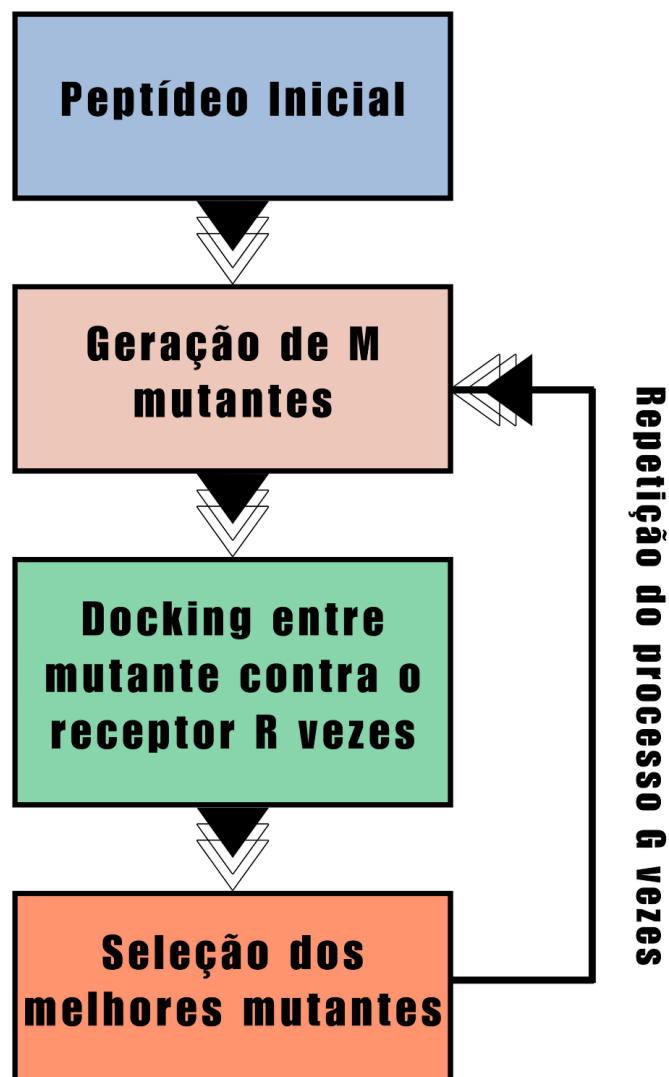 Peptídeo Inicial
Geração de M
mutantes
Docking entre
mutante contra o
receptor R vezes
Seleção dos
melhores mutantes
Repetição do processo G vezes